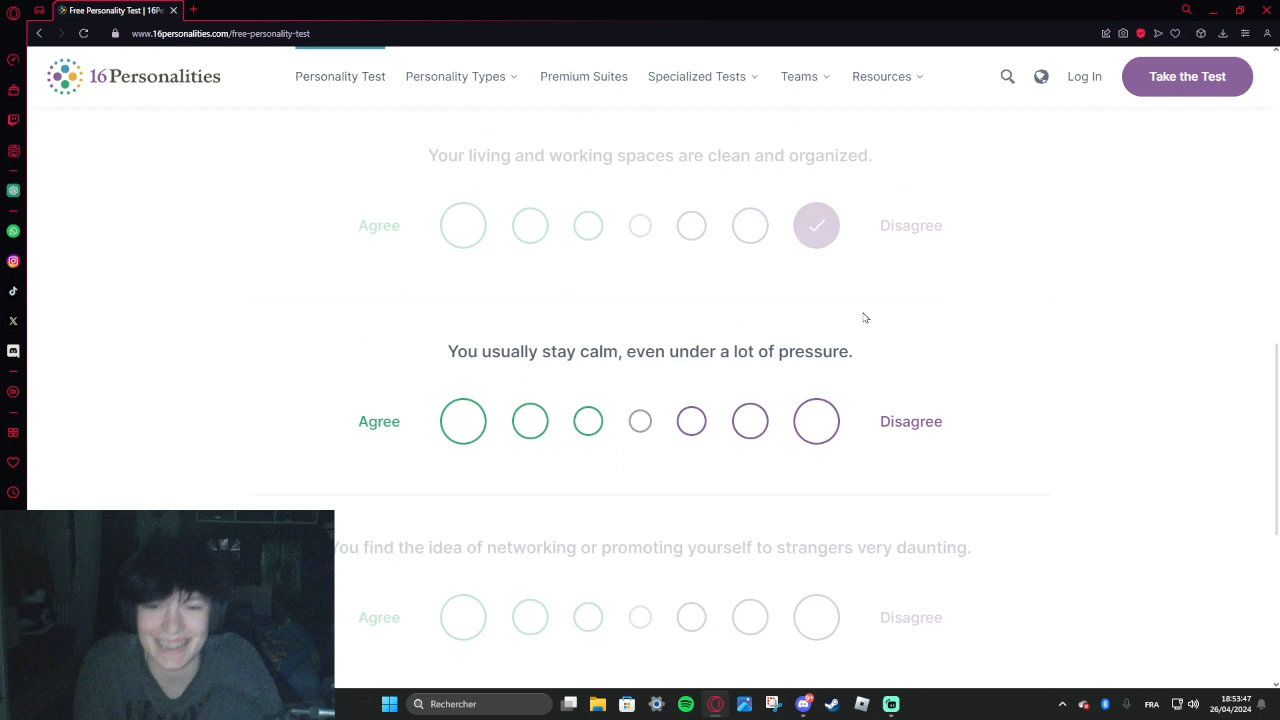 Free Personality Test | 16Pe
www.16personalities.com/free-personality-test
16Personalities
Personality Test
Personality Types
Premium Suites
Specialized Tests
Teams
Resources
Log In
Take the Test
Your living and working spaces are clean and organized.
Agree
Disagree
You usually stay calm, even under a lot of pressure.
Agree
Disagree
You find the idea of networking or promoting yourself to strangers very daunting.
Agree
Disagree
Rechercher
FRA
18:53:47
26/04/2024